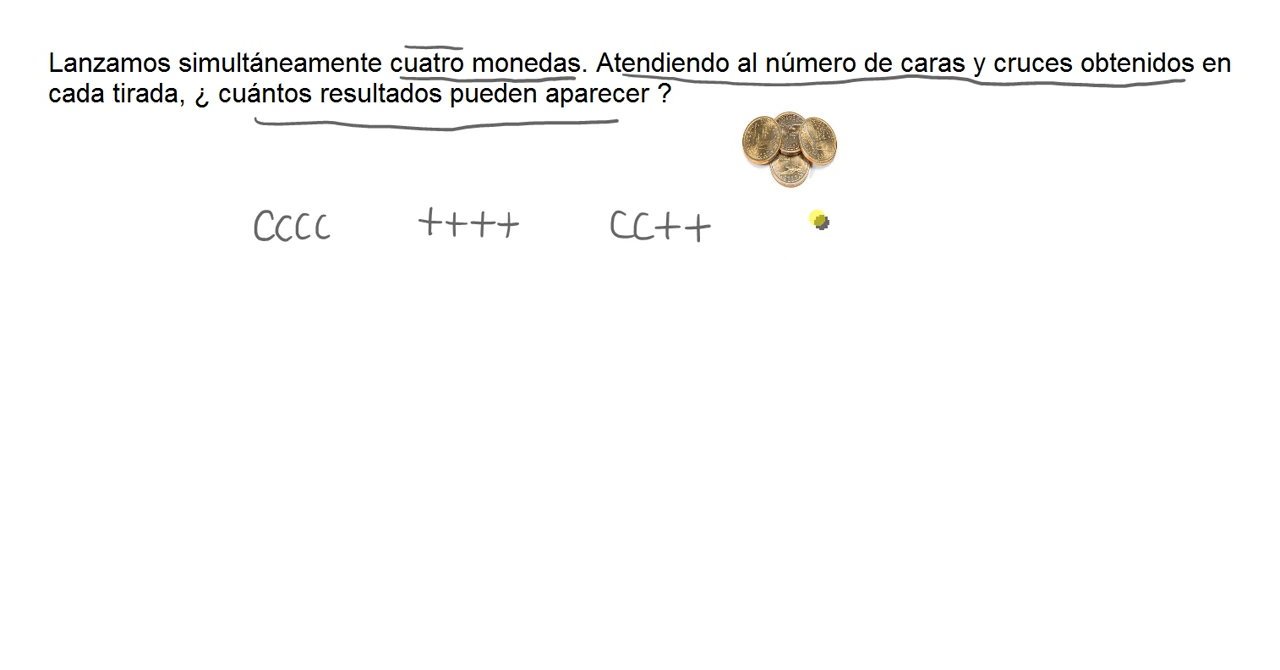 Lanzamos simultáneamente cuatro monedas. Atendiendo al número de caras y cruces obtenidos en
cada tirada, ¿ cuántos resultados pueden aparecer ?
CCCC ++++ CC++